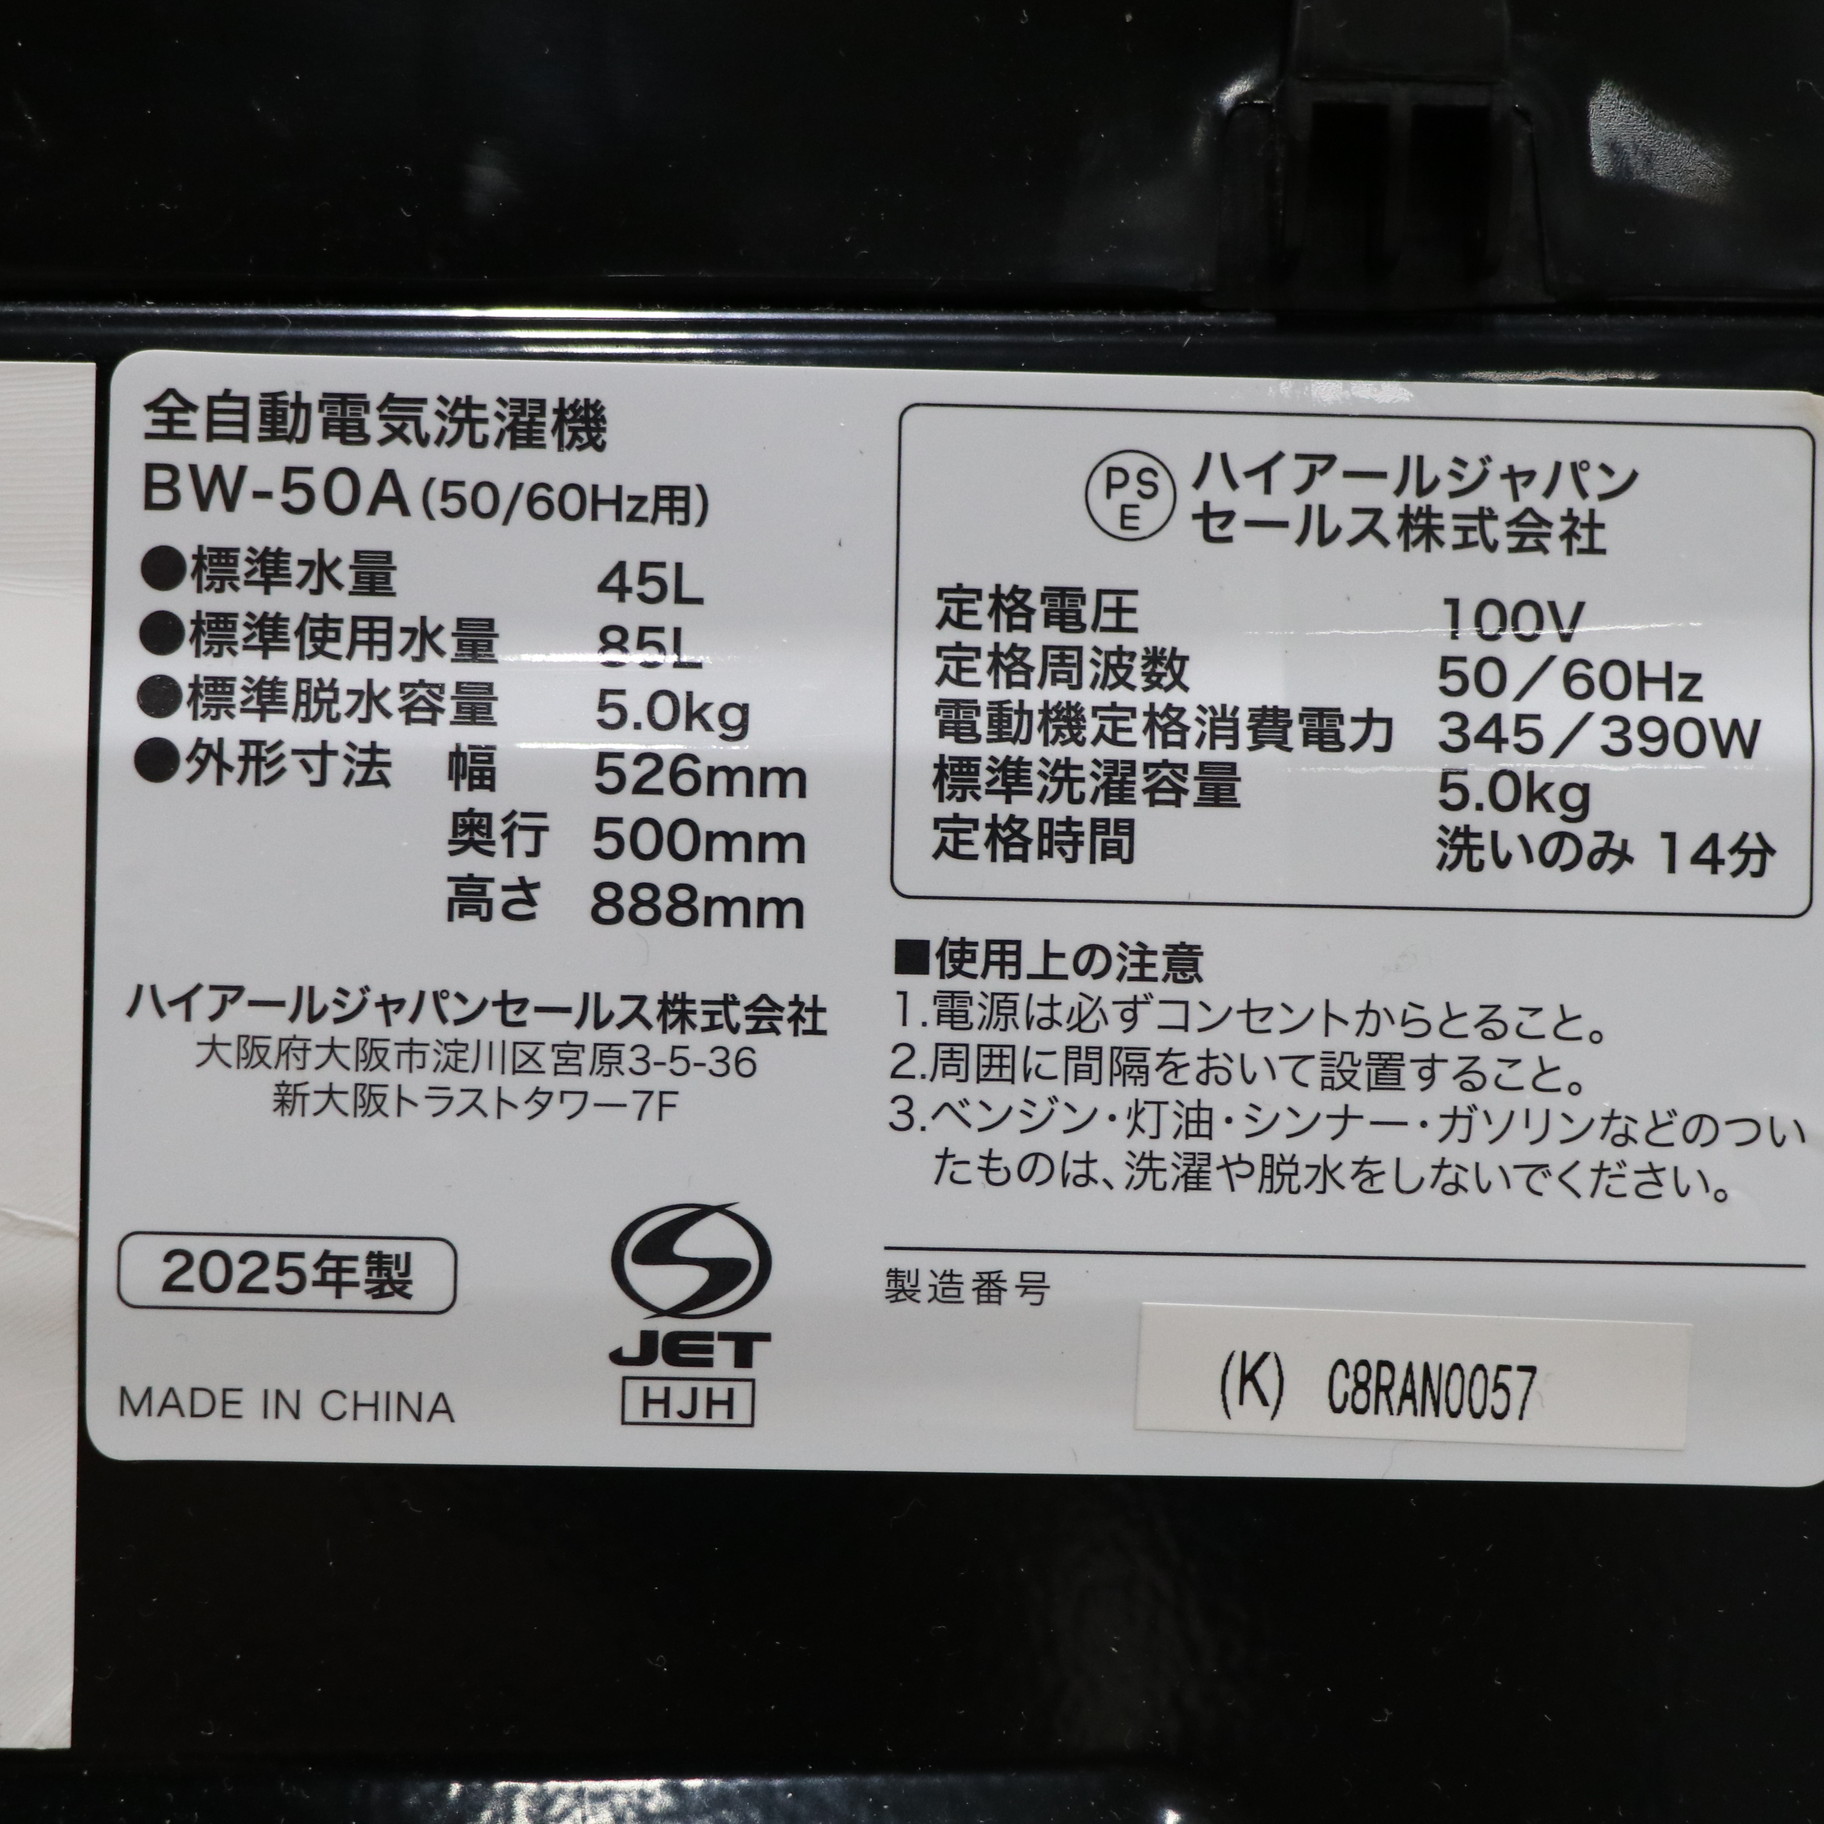 全自動電気洗濯機
BW-50A(50/60Hz用)
●標準水量 45L
●標準使用水量 85L
●標準脱水容量 5.0kg
●外形寸法 幅 526mm
奥行 500mm
高さ 888mm
ハイアールジャパンセールス株式会社
大阪府大阪市淀川区宮原3-5-36
新大阪トラストタワー7F
2025年製
MADE IN CHINA
JET
HJH
PS
E
ハイアールジャパン
セールス株式会社
定格電圧 100V
定格周波数 50/60Hz
電動機定格消費電力 345/390W
標準洗濯容量 5.0kg
定格時間 洗いのみ 14分
■使用上の注意
1.電源は必ずコンセントからとること。
2.周囲に間隔をおいて設置すること。
3.ベンジン・灯油・シンナー・ガソリンなどのつい
たものは、洗濯や脱水をしないでください。
製造番号
(K) C8RAN0057